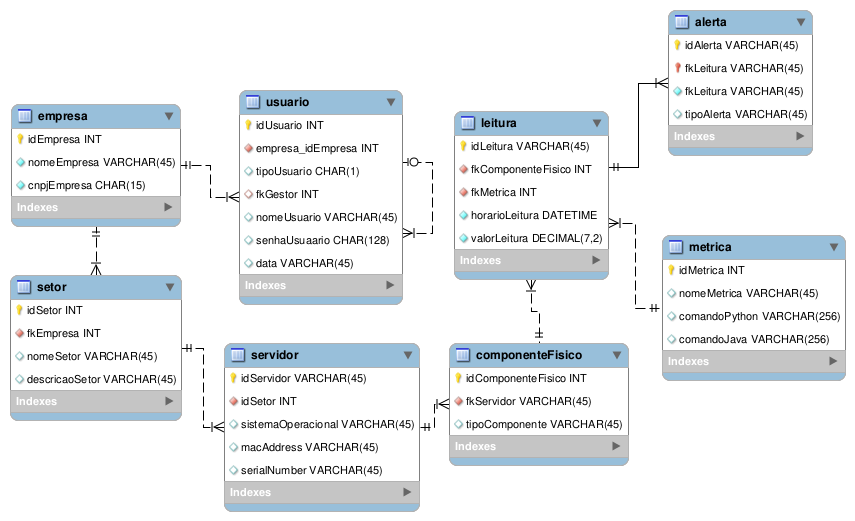 empresa
idEmpresa INT
nomeEmpresa VARCHAR(45)
cnpjEmpresa CHAR(15)
Indexes
usuario
idUsuario INT
empresa_idEmpresa INT
tipoUsuario CHAR(1)
fkGestor INT
nomeUsuario VARCHAR(45)
senhaUsuaario CHAR(128)
data VARCHAR(45)
Indexes
leitura
idLeitura VARCHAR(45)
fkComponenteFisico INT
fkMetrica INT
horarioLeitura DATETIME
valorLeitura DECIMAL(7,2)
Indexes
alerta
idAlerta VARCHAR(45)
fkLeitura VARCHAR(45)
fkLeitura VARCHAR(45)
tipoAlerta VARCHAR(45)
Indexes
metrica
idMetrica INT
nomeMetrica VARCHAR(45)
comandoPython VARCHAR(256)
comandoJava VARCHAR(256)
Indexes
setor
idSetor INT
fkEmpresa INT
nomeSetor VARCHAR(45)
descricaoSetor VARCHAR(45)
Indexes
servidor
idServidor VARCHAR(45)
idSetor INT
sistemaOperacional VARCHAR(45)
macAddress VARCHAR(45)
serialNumber VARCHAR(45)
Indexes
componenteFisico
idComponenteFisico INT
fkServidor VARCHAR(45)
tipoComponente VARCHAR(45)
Indexes